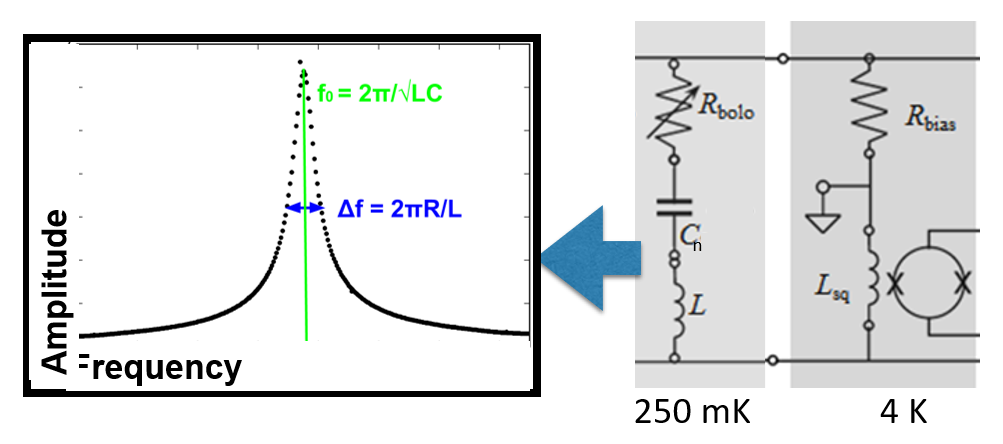 f₀ = 2π/√LC
Δf = 2πR/L
Amplitude
Frequency
R_bolo
C_n
L
R_bias
L_sq
250 mK
4 K